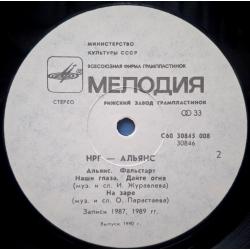 МИНИСТЕРСТВО
КУЛЬТУРЫ СССР
ВСЕСОЮЗНАЯ ФИРМА ГРАМПЛАСТИНОК
МЕЛОДИЯ
СТЕРЕО
РИЖСКИЙ ЗАВОД ГРАМПЛАСТИНОК
33
С60 30845 008
30846
2
НРГ — АЛЬЯНС
Альянс. Фальстарт
Наши глаза. Дайте огня
(муз. и сл. И. Журавлева)
На заре
(муз. и сл. О. Парастаева)
Записи 1987, 1989 гг.
Выпуск 1990 г.